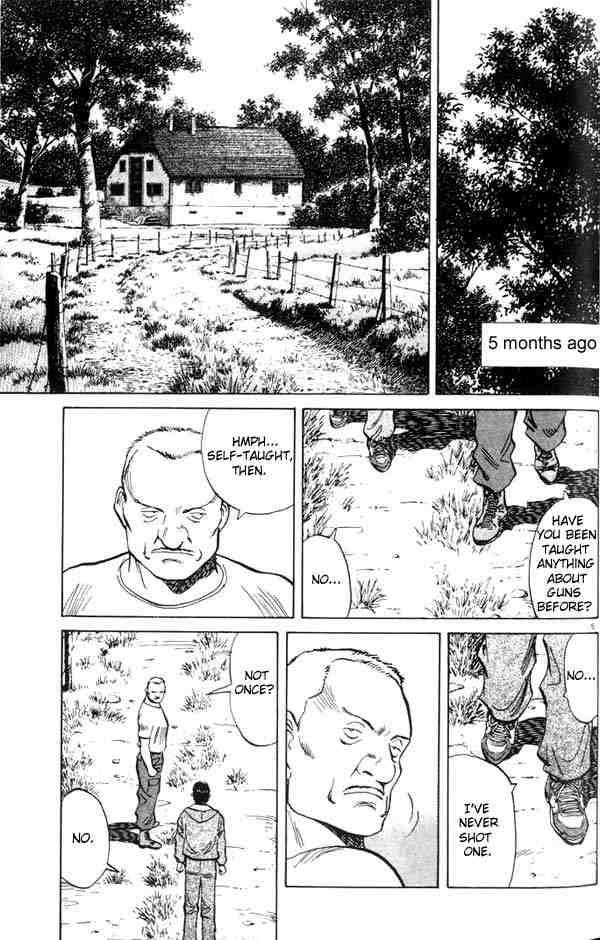 5 months ago
HAVE
YOU BEEN
TAUGHT
ANYTHING
ABOUT
GUNS
BEFORE?
NO...
HMPH...
SELF-TAUGHT,
THEN.
NO...
I'VE
NEVER
SHOT
ONE.
NOT
ONCE?
NO.